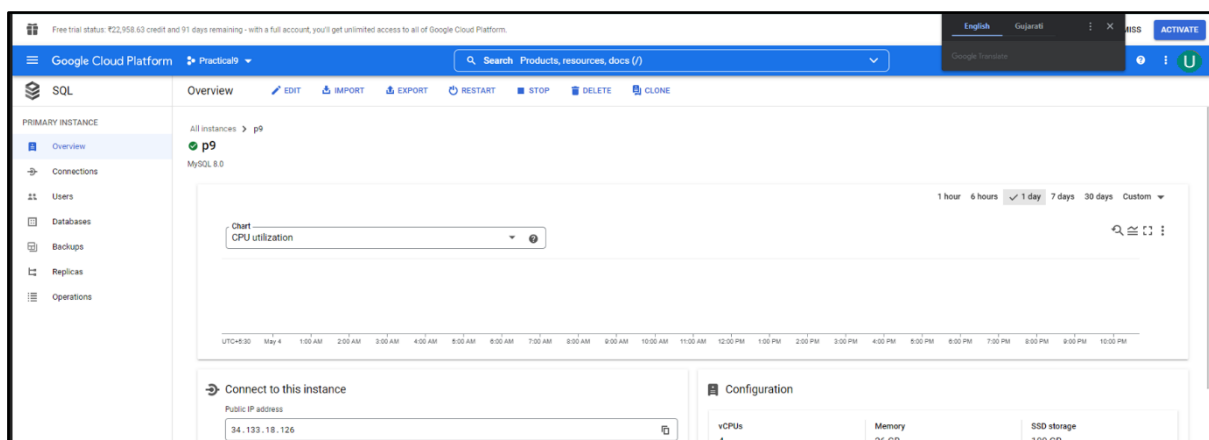 Free trial status: ₹22,958.63 credit and 91 days remaining - with a full account, you'll get unlimited access to all of Google Cloud Platform.
MISS
ACTIVATE
English
Gujarati
Google Translate
Google Cloud Platform
Practical9
Search Products, resources, docs (/)
U
SQL
Overview
EDIT
IMPORT
EXPORT
RESTART
STOP
DELETE
CLONE
PRIMARY INSTANCE
Overview
Connections
Users
Databases
Backups
Replicas
Operations
All instances > p9
p9
MySQL 8.0
1 hour 6 hours 1 day 7 days 30 days Custom
Chart
CPU utilization
UTC+5:30 May 4 1:00 AM 2:00 AM 3:00 AM 4:00 AM 5:00 AM 6:00 AM 7:00 AM 8:00 AM 9:00 AM 10:00 AM 11:00 AM 12:00 PM 1:00 PM 2:00 PM 3:00 PM 4:00 PM 5:00 PM 6:00 PM 7:00 PM 8:00 PM 9:00 PM 10:00 PM
Connect to this instance
Public IP address
34.133.18.126
Configuration
vCPUs
Memory
SSD storage